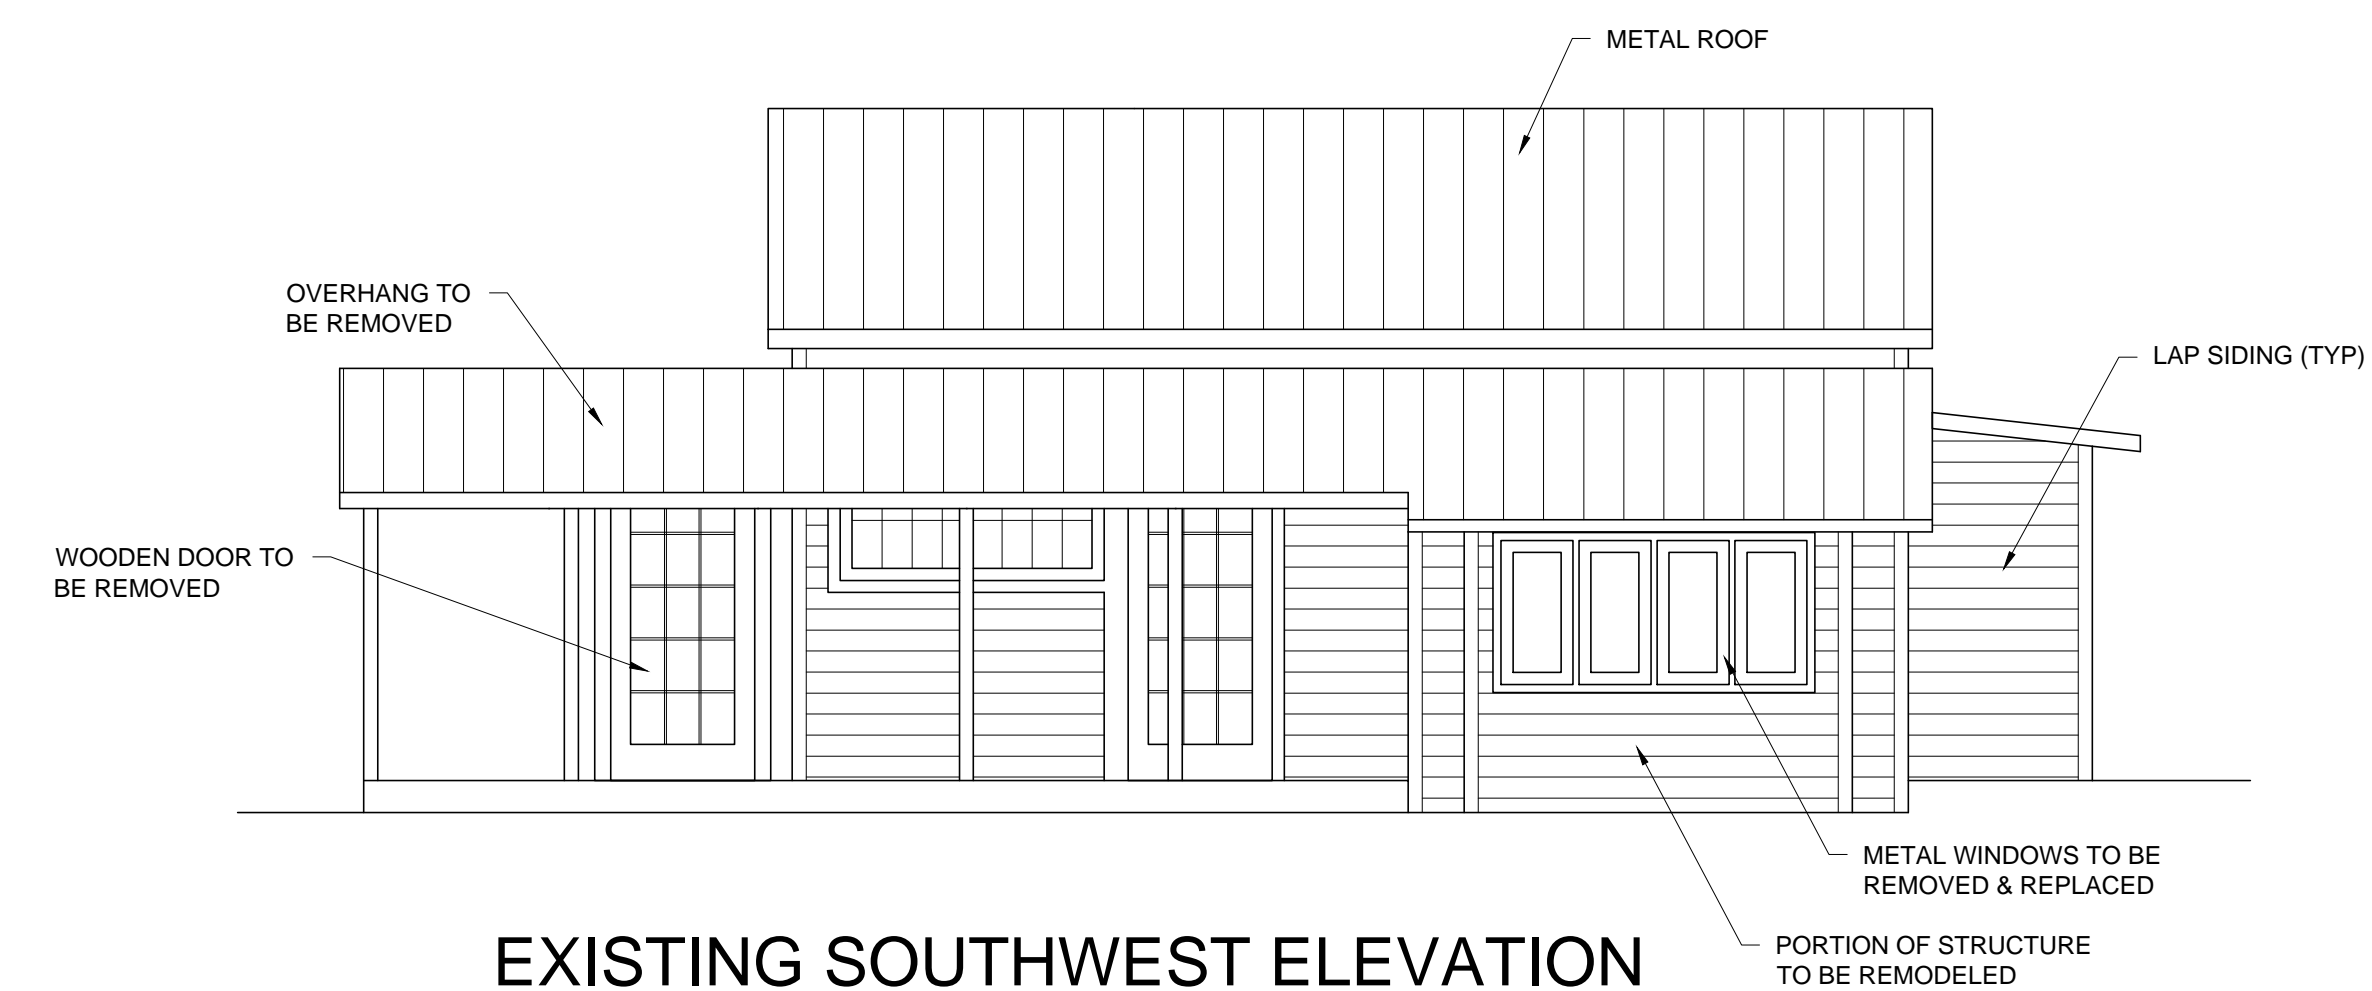 METAL ROOF
OVERHANG TO
BE REMOVED
LAP SIDING (TYP)
WOODEN DOOR TO
BE REMOVED
METAL WINDOWS TO BE
REMOVED & REPLACED
PORTION OF STRUCTURE
TO BE REMODELED
EXISTING SOUTHWEST ELEVATION